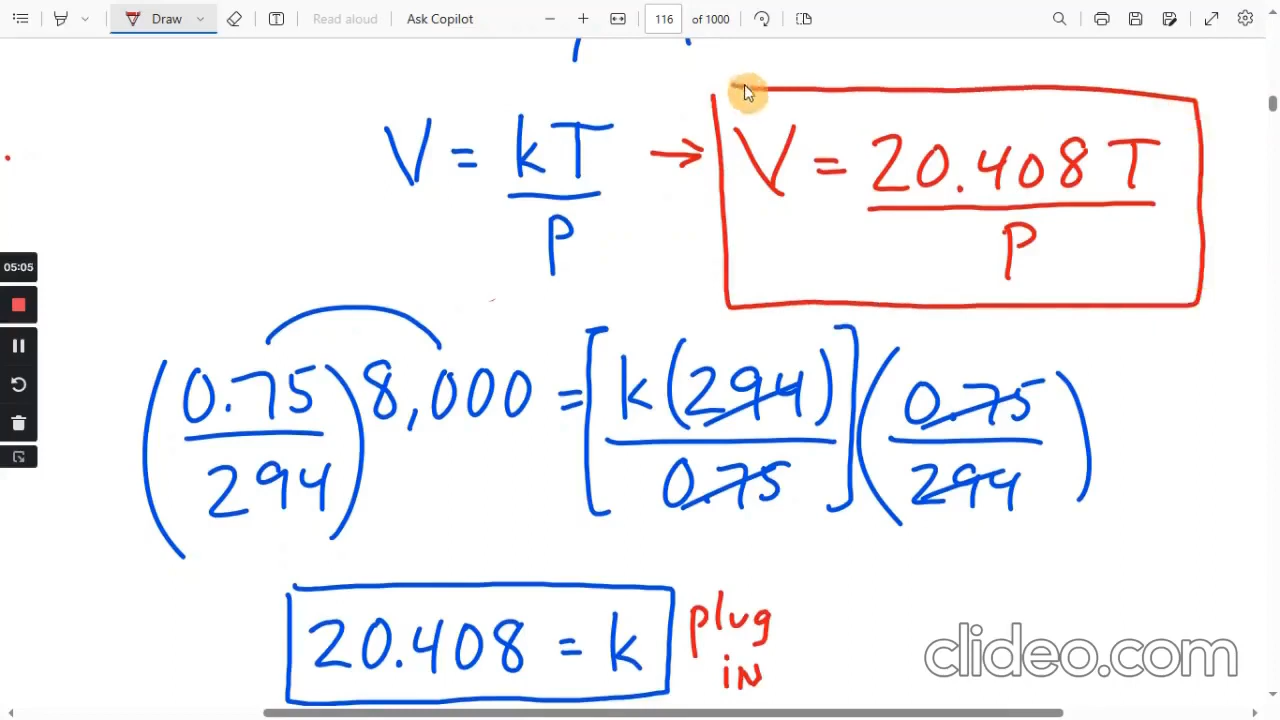 Draw Read aloud Ask Copilot 116 of 1000
V = kT/P → V = 20.408 T/P
05:05
(0.75/294) 8,000 = [k(294)/0.75] (0.75/294)
20.408 = k plug in
clideo.com